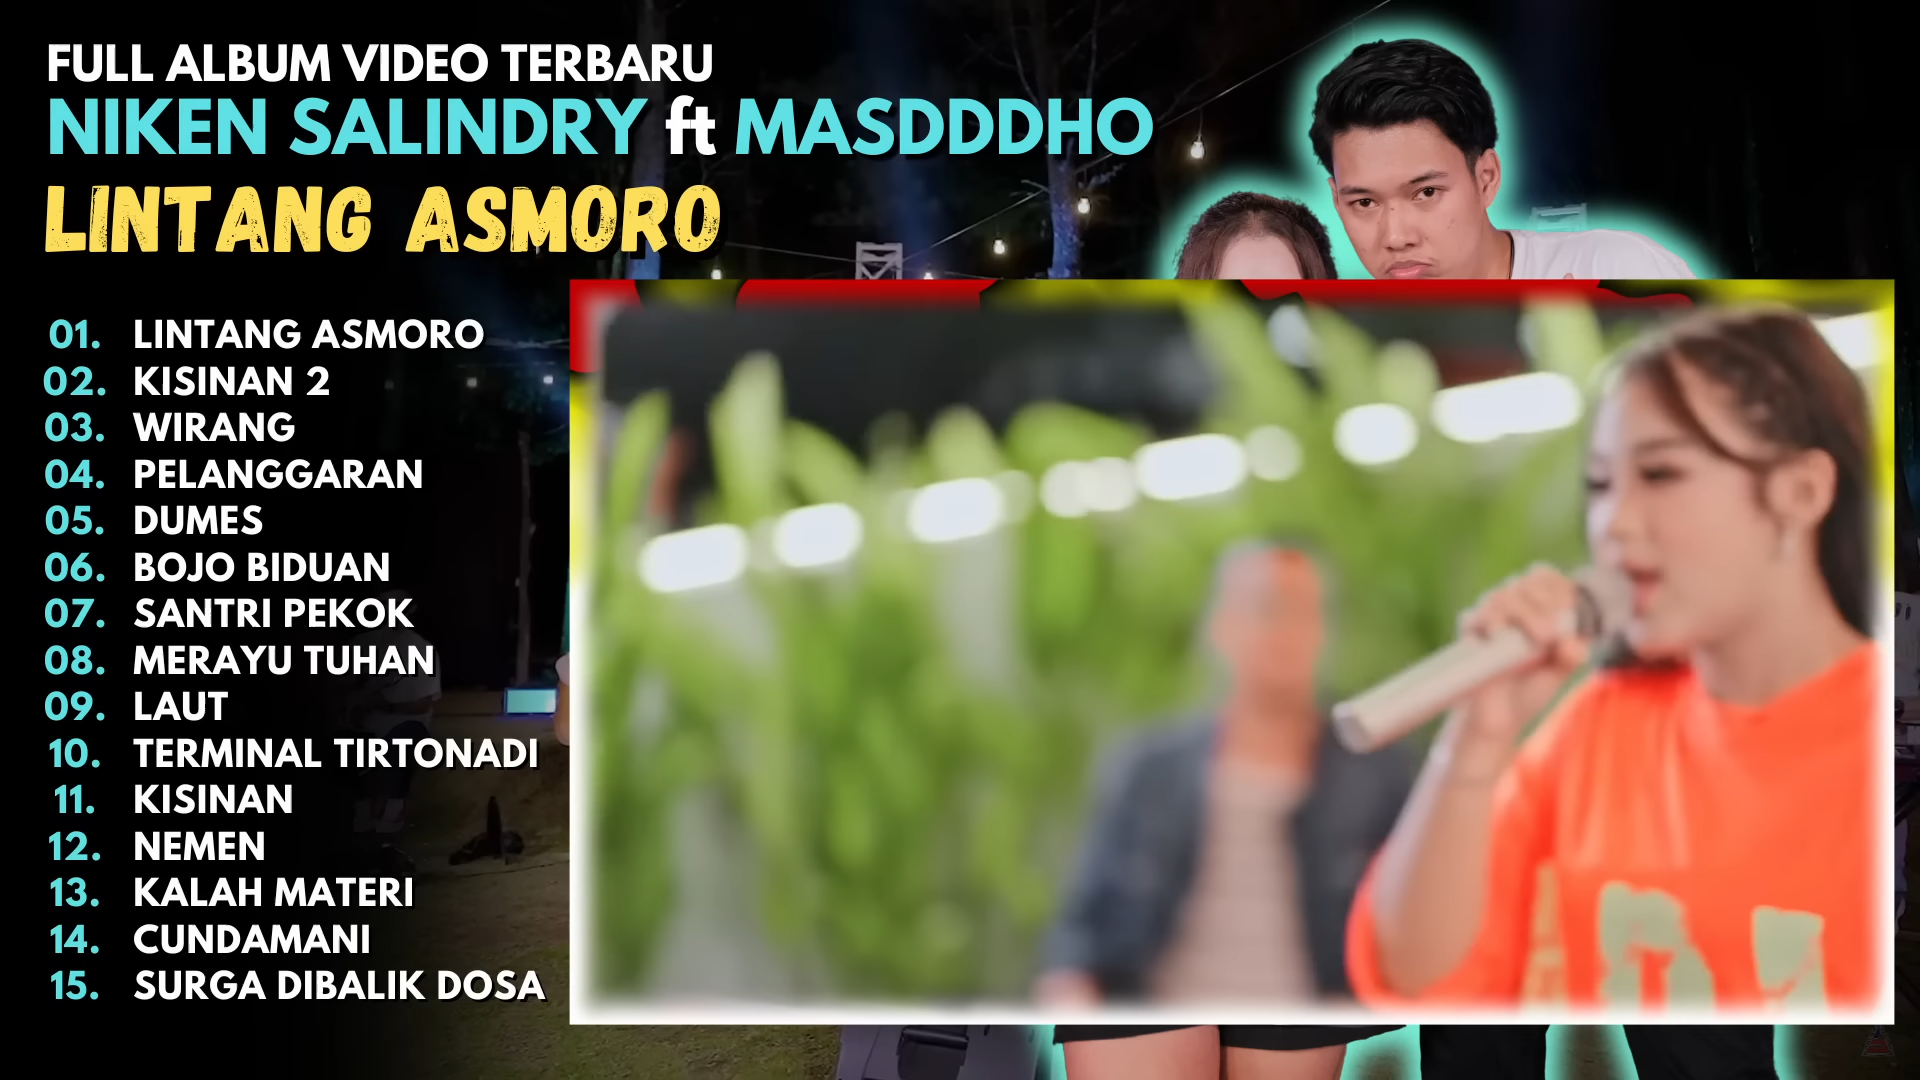 FULL ALBUM VIDEO TERBARU
NIKEN SALINDRY ft MASDDDHO
LINTANG ASMORO
01. LINTANG ASMORO
02. KISINAN 2
03. WIRANG
04. PELANGGARAN
05. DUMES
06. BOJO BIDUAN
07. SANTRI PEKOK
08. MERAYU TUHAN
09. LAUT
10. TERMINAL TIRTONADI
11. KISINAN
12. NEMEN
13. KALAH MATERI
14. CUNDAMANI
15. SURGA DIBALIK DOSA